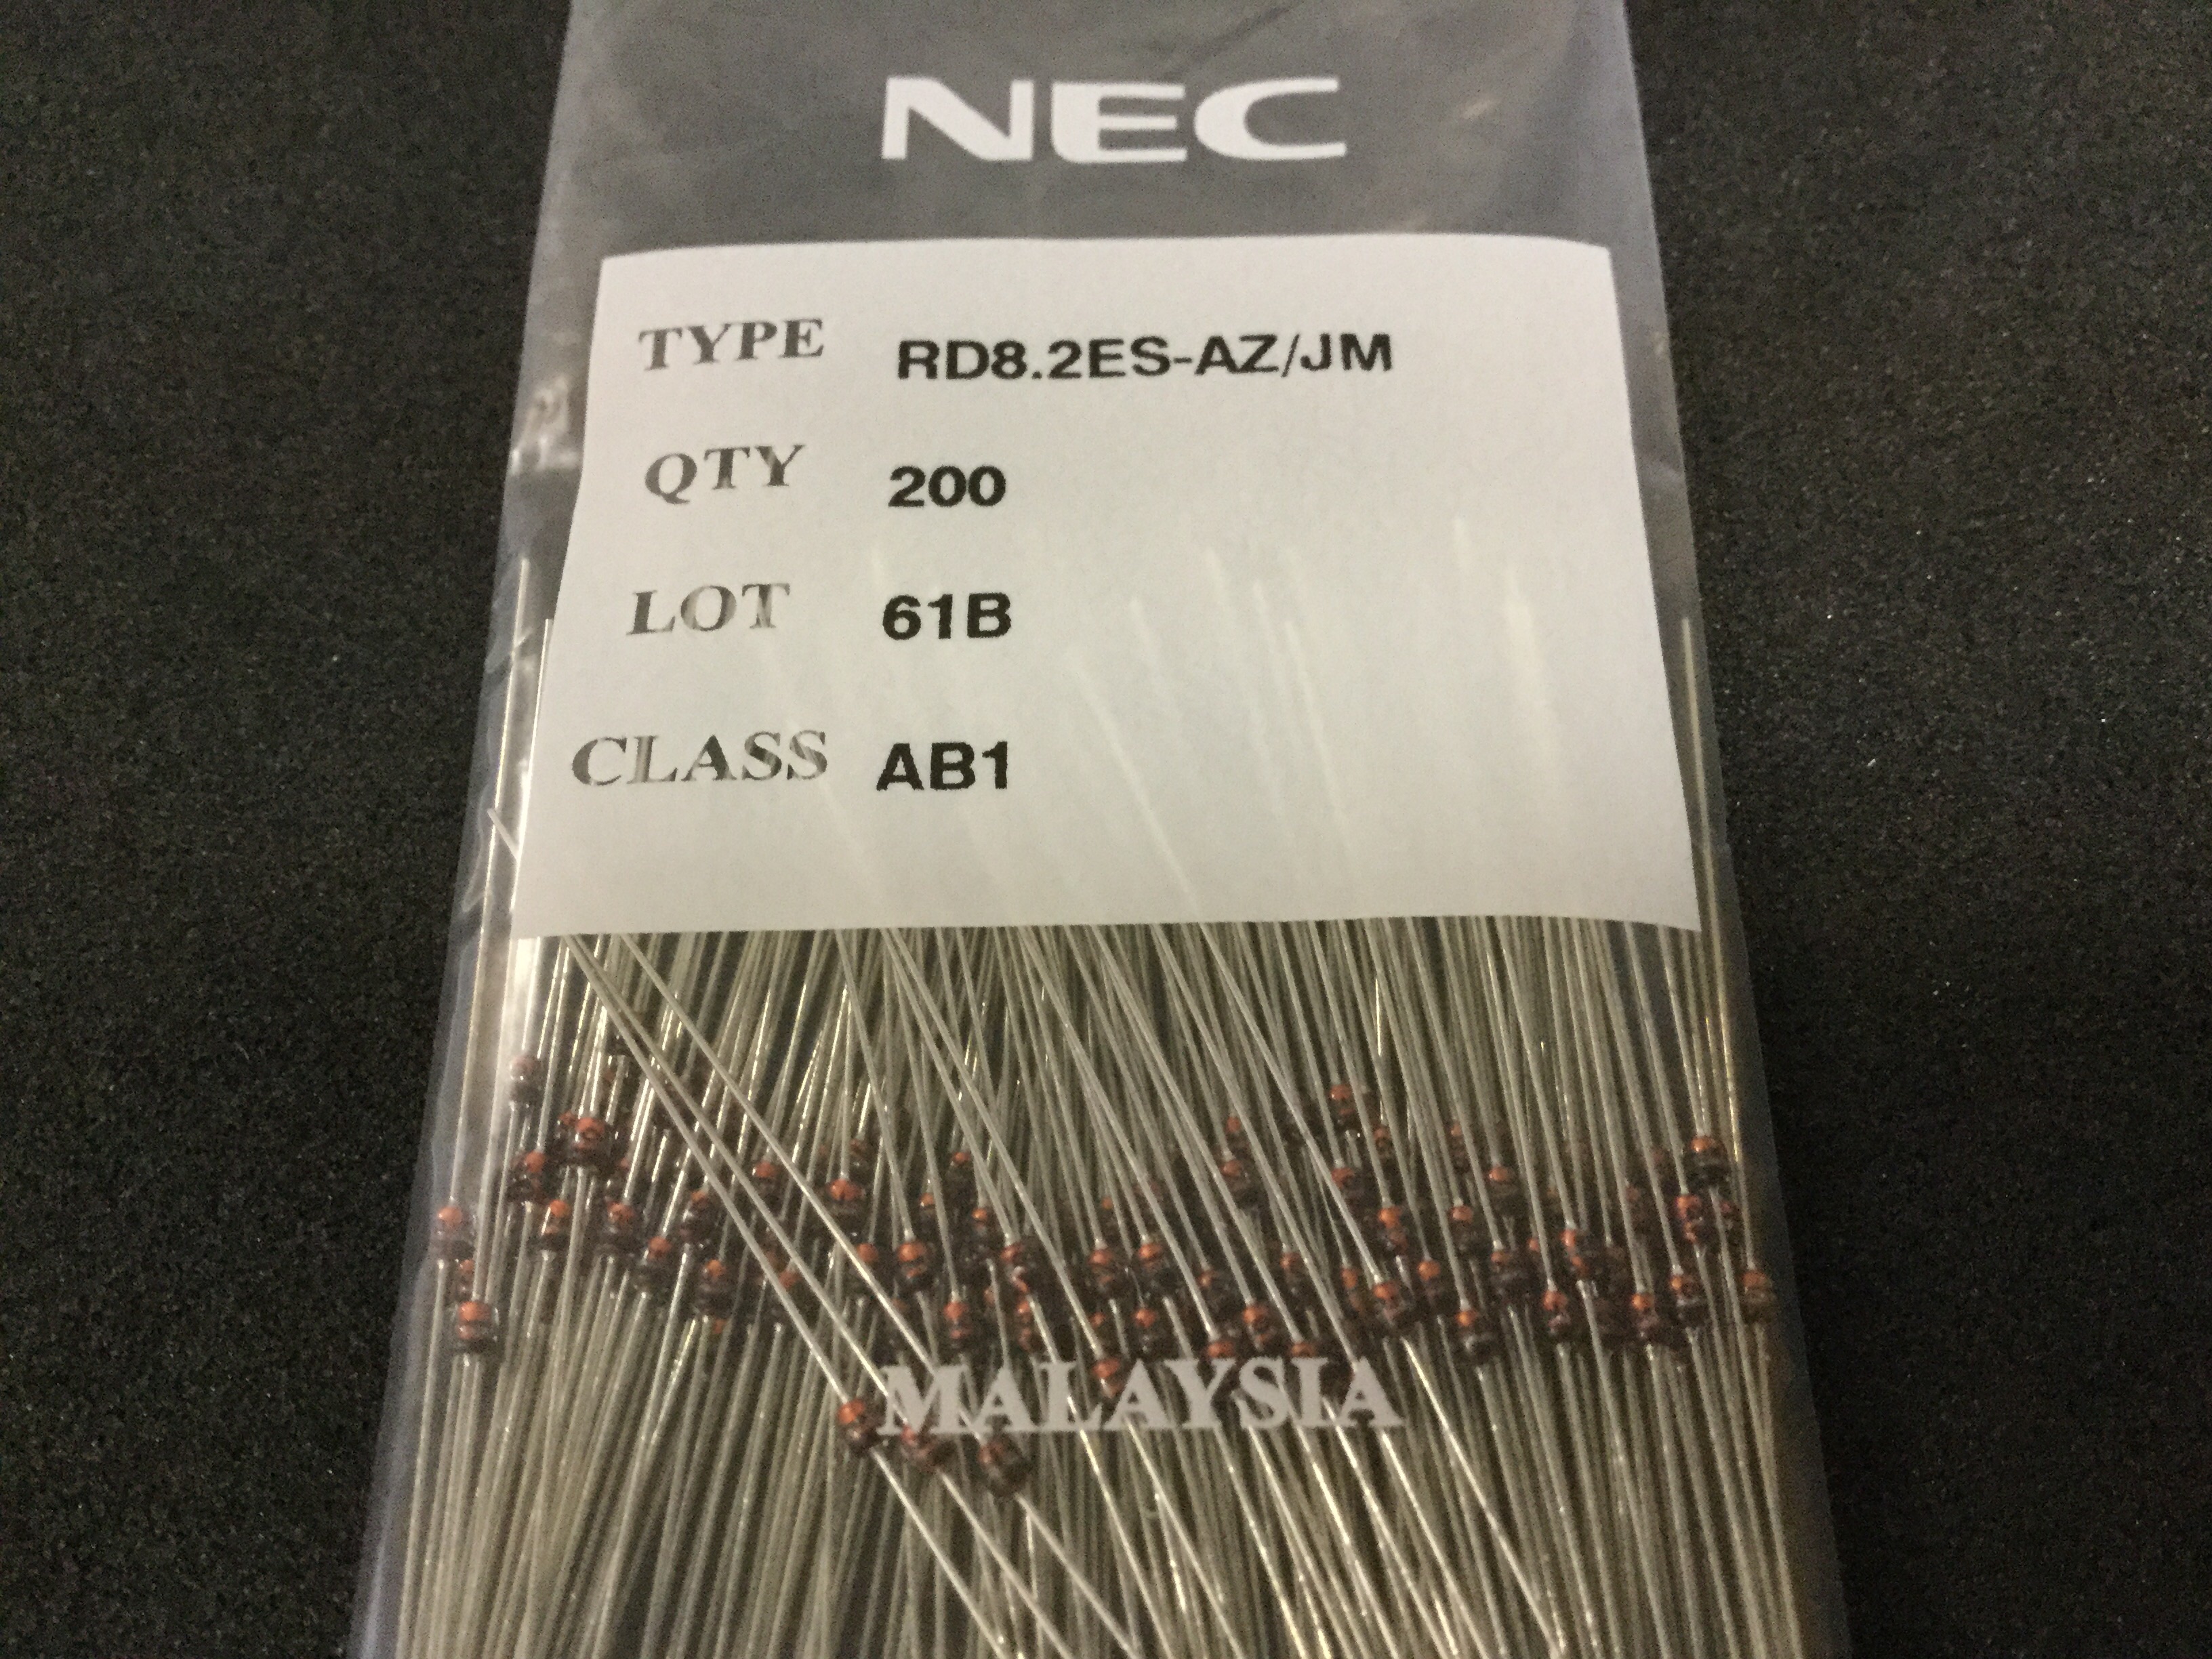 NEC
TYPE RD8.2ES-AZ/JM
QTY 200
LOT 61B
CLASS AB1
MALAYSIA